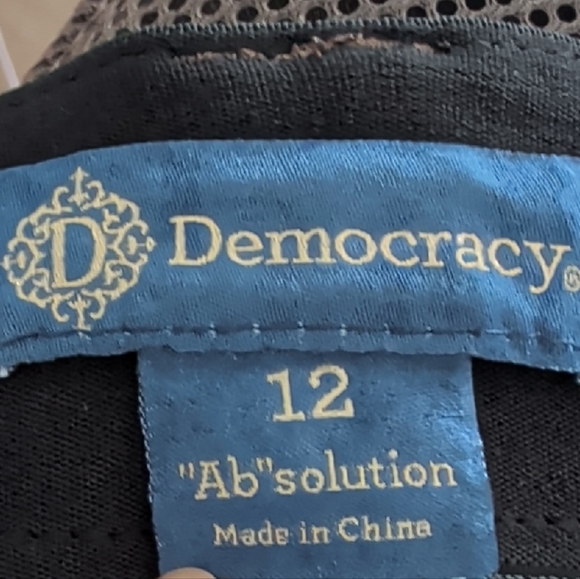 D Democracy®
12
"Ab"solution
Made in China